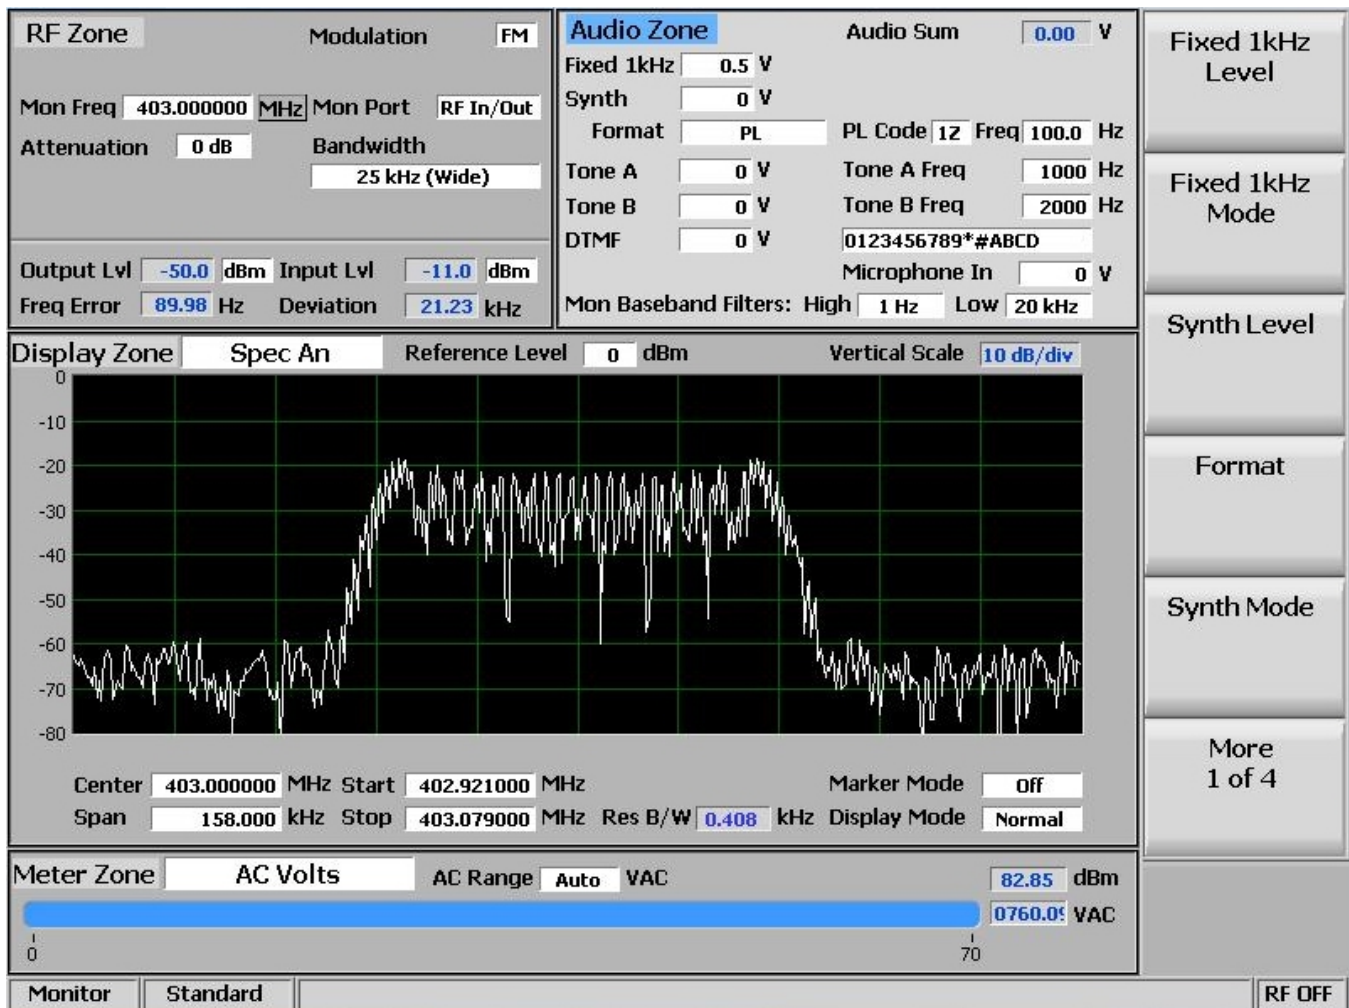 RF Zone Modulation FM
Mon Freq 403.000000 MHz Mon Port RF In/Out
Attenuation 0 dB Bandwidth
25 kHz (Wide)
Output Lvl -50.0 dBm Input Lvl -11.0 dBm
Freq Error 89.98 Hz Deviation 21.23 kHz
Audio Zone Audio Sum 0.00 V
Fixed 1kHz 0.5 V
Synth 0 V
Format PL PL Code 1Z Freq 100.0 Hz
Tone A 0 V Tone A Freq 1000 Hz
Tone B 0 V Tone B Freq 2000 Hz
DTMF 0 V 0123456789*#ABCD
Microphone In 0 V
Mon Baseband Filters: High 1 Hz Low 20 kHz
Display Zone Spec An Reference Level 0 dBm Vertical Scale 10 dB/div
0
-10
-20
-30
-40
-50
-60
-70
-80
Center 403.000000 MHz Start 402.921000 MHz Marker Mode Off
Span 158.000 kHz Stop 403.079000 MHz Res B/W 0.408 kHz Display Mode Normal
Meter Zone AC Volts AC Range Auto VAC 82.85 dBm
0760.09 VAC
0 70
Monitor Standard RF OFF
Fixed 1kHz
Level
Fixed 1kHz
Mode
Synth Level
Format
Synth Mode
More
1 of 4